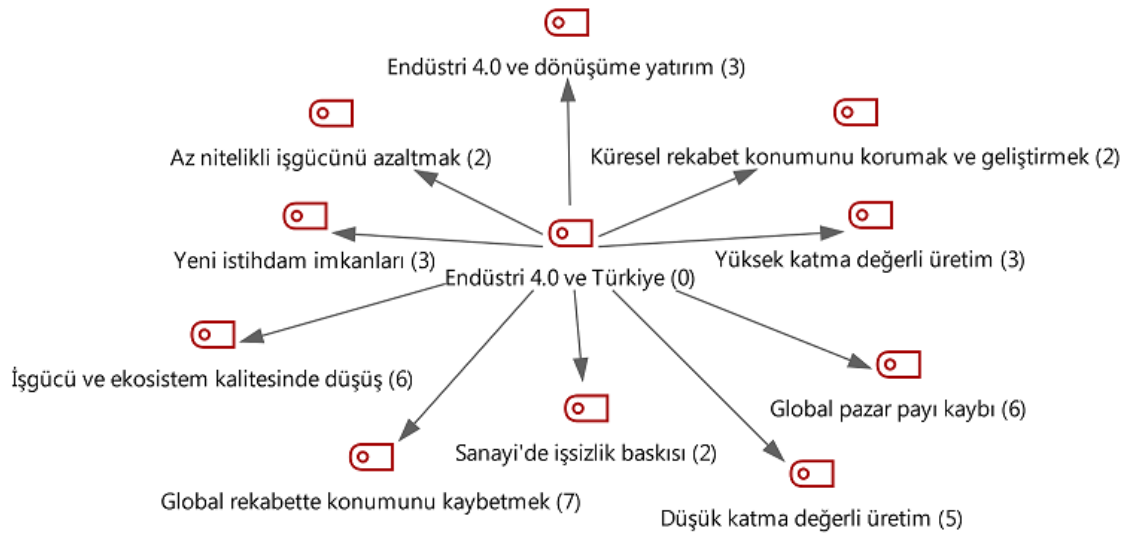 Endüstri 4.0 ve dönüşüme yatırım (3)
Az nitelikli işgücünü azaltmak (2)
Küresel rekabet konumunu korumak ve geliştirmek (2)
Yeni istihdam imkanları (3)
Yüksek katma değerli üretim (3)
Endüstri 4.0 ve Türkiye (0)
İşgücü ve ekosistem kalitesinde düşüş (6)
Global pazar payı kaybı (6)
Sanayi'de işsizlik baskısı (2)
Global rekabette konumunu kaybetmek (7)
Düşük katma değerli üretim (5)